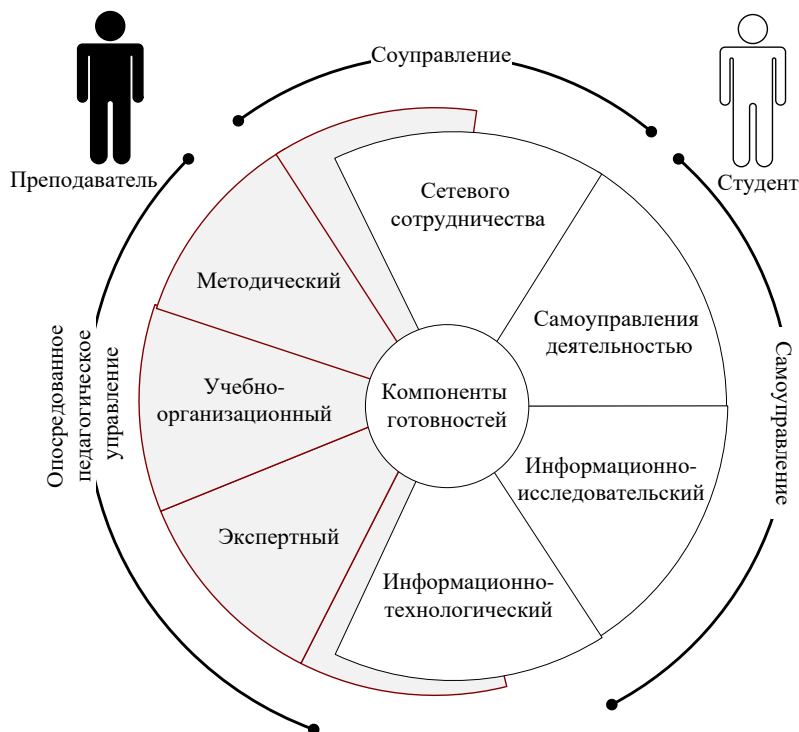 Соуправление
Преподаватель
Студент
Сетевого
сотрудничества
Методический
Самоуправления
деятельностью
Опосредованное
педагогическое
управление
Учебно-
организационный
Компоненты
готовностей
Самоуправление
Информационно-
исследовательский
Экспертный
Информационно-
технологический